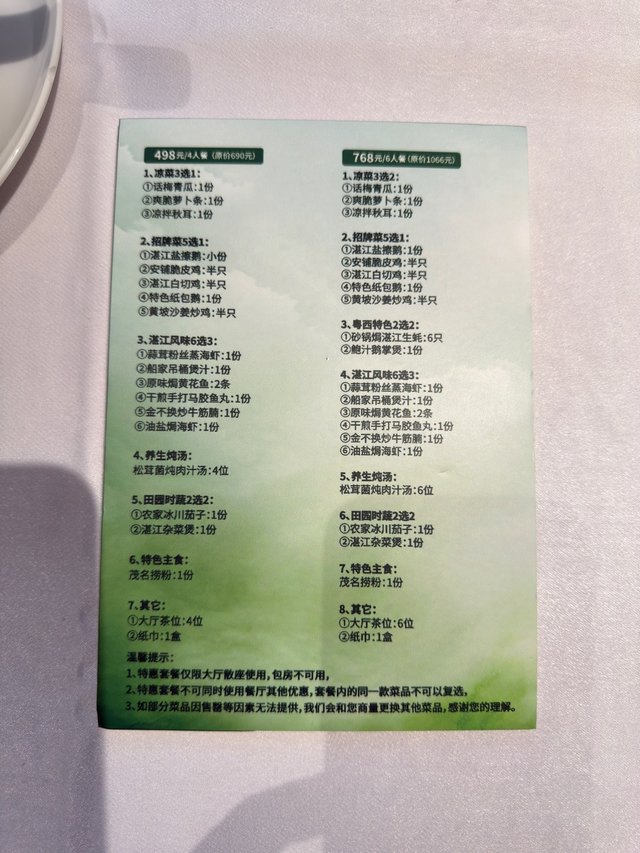 498元/4人餐（原价690元）
1、凉菜3选1：
①话梅青瓜：1份
②爽脆萝卜条：1份
③凉拌秋耳：1份
2、招牌菜5选1：
①湛江盐擦鹅：小份
②安铺脆皮鸡：半只
③湛江白切鸡：半只
④特色纸包鹅：1份
⑤黄坡沙姜炒鸡：半只
3、湛江风味6选3：
①蒜茸粉丝蒸海虾：1份
②船家吊桶煲汁：1份
③原味焗黄花鱼：2条
④干煎手打马胶鱼丸：1份
⑤金不换炒牛筋腩：1份
⑥油盐焗海虾：1份
4、养生炖汤：
松茸菌炖肉汁汤：4位
5、田园时蔬2选2：
①农家冰川茄子：1份
②湛江杂菜煲：1份
6、特色主食：
茂名捞粉：1份
7、其它：
①大厅茶位：4位
②纸巾：1盒
768元/6人餐（原价1066元）
1、凉菜3选2：
①话梅青瓜：1份
②爽脆萝卜条：1份
③凉拌秋耳：1份
2、招牌菜5选1：
①湛江盐擦鹅：1份
②安铺脆皮鸡：半只
③湛江白切鸡：半只
④特色纸包鹅：1份
⑤黄坡沙姜炒鸡：半只
3、粤西特色2选2：
①砂锅焗湛江生蚝：6只
②鲍汁鹅掌煲：1份
4、湛江风味6选3：
①蒜茸粉丝蒸海虾：1份
②船家吊桶煲汁：1份
③原味焗黄花鱼：2条
④干煎手打马胶鱼丸：1份
⑤金不换炒牛筋腩：1份
⑥油盐焗海虾：1份
5、养生炖汤：
松茸菌炖肉汁汤：6位
6、田园时蔬2选2
①农家冰川茄子：1份
②湛江杂菜煲：1份
7、特色主食：
茂名捞粉：1份
8、其它：
①大厅茶位：6位
②纸巾：1盒
温馨提示：
1、特惠套餐仅限大厅散座使用，包房不可用，
2、特惠套餐不可同时使用餐厅其他优惠，套餐内的同一款菜品不可以复选，
3、如部分菜品因售罄等因素无法提供，我们会和您商量更换其他菜品，感谢您的理解。